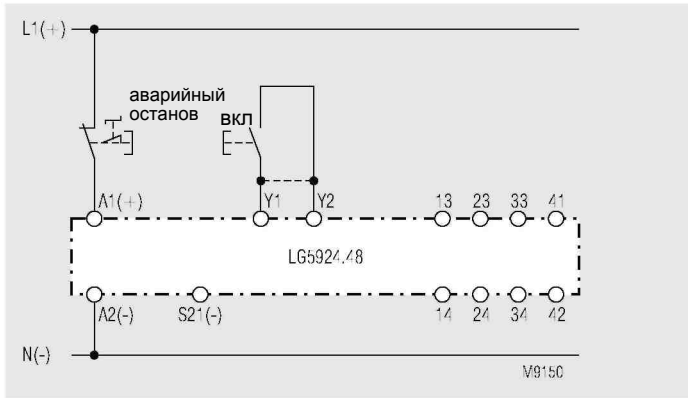 L1(+)
аварийный
останов
вкл
A1(+)
Y1
Y2
13
23
33
41
LG5924.48
A2(-)
S21(-)
14
24
34
42
N(-)
M9150